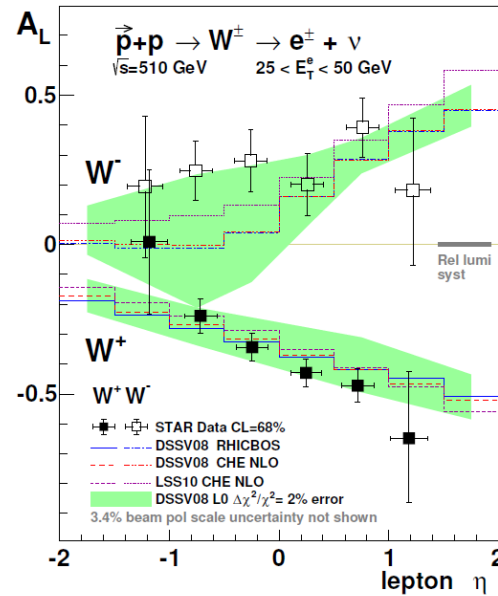 A_L
p⃗+p → W± → e± + ν
√s=510 GeV 25 < E_T^e < 50 GeV
0.5
W⁻
0
Rel lumi
syst
W⁺
-0.5
W⁺ W⁻
STAR Data CL=68%
DSSV08 RHICBOS
DSSV08 CHE NLO
LSS10 CHE NLO
DSSV08 L0 Δχ²/χ²= 2% error
3.4% beam pol scale uncertainty not shown
-2 -1 0 1 2
lepton η